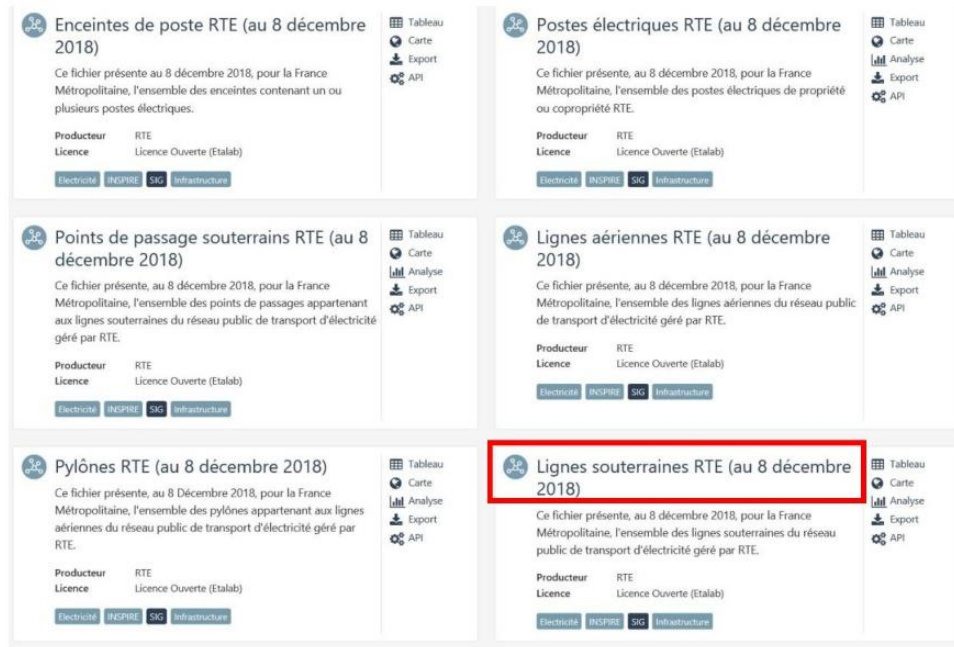 Enceintes de poste RTE (au 8 décembre
2018)
Ce fichier présente au 8 décembre 2018, pour la France
Métropolitaine, l'ensemble des enceintes contenant un ou
plusieurs postes électriques.
Producteur RTE
Licence Licence Ouverte (Etalab)
Electricité INSPIRE SIG Infrastructure
Tableau
Carte
Export
API
Postes électriques RTE (au 8 décembre
2018)
Ce fichier présente, au 8 décembre 2018, pour la France
Métropolitaine, l'ensemble des postes électriques de propriété
ou copropriété RTE.
Producteur RTE
Licence Licence Ouverte (Etalab)
Electricité INSPIRE SIG Infrastructure
Tableau
Carte
Analyse
Export
API
Points de passage souterrains RTE (au 8
décembre 2018)
Ce fichier présente, au 8 décembre 2018, pour la France
Métropolitaine, l'ensemble des points de passages appartenant
aux lignes souterraines du réseau public de transport d'électricité
géré par RTE.
Producteur RTE
Licence Licence Ouverte (Etalab)
Electricité INSPIRE SIG Infrastructure
Tableau
Carte
Analyse
Export
API
Lignes aériennes RTE (au 8 décembre
2018)
Ce fichier présente, au 8 décembre 2018, pour la France
Métropolitaine, l'ensemble des lignes aériennes du réseau public
de transport d'électricité géré par RTE.
Producteur RTE
Licence Licence Ouverte (Etalab)
Electricité INSPIRE SIG Infrastructure
Tableau
Carte
Analyse
Export
API
Pylônes RTE (au 8 décembre 2018)
Ce fichier présente, au 8 Décembre 2018, pour la France
Métropolitaine, l'ensemble des pylônes appartenant aux lignes
aériennes du réseau public de transport d'électricité géré par
RTE.
Producteur RTE
Licence Licence Ouverte (Etalab)
Electricité INSPIRE SIG Infrastructure
Tableau
Carte
Analyse
Export
API
Lignes souterraines RTE (au 8 décembre
2018)
Ce fichier présente, au 8 décembre 2018, pour la France
Métropolitaine, l'ensemble des lignes souterraines du réseau
public de transport d'électricité géré par RTE.
Producteur RTE
Licence Licence Ouverte (Etalab)
Electricité INSPIRE SIG Infrastructure
Tableau
Carte
Analyse
Export
API